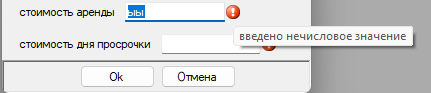 стоимость аренды ыы
введено нечисловое значение
стоимость дня просрочки
Ok Отмена